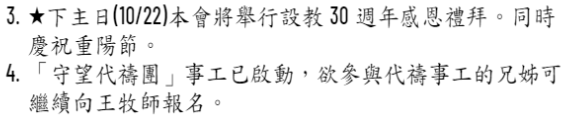 3. ★下主日(10/22)本會將舉行設教 30 週年感恩禮拜。同時
慶祝重陽節。
4. 「守望代禱團」事工已啟動，欲參與代禱事工的兄姊可
繼續向王牧師報名。